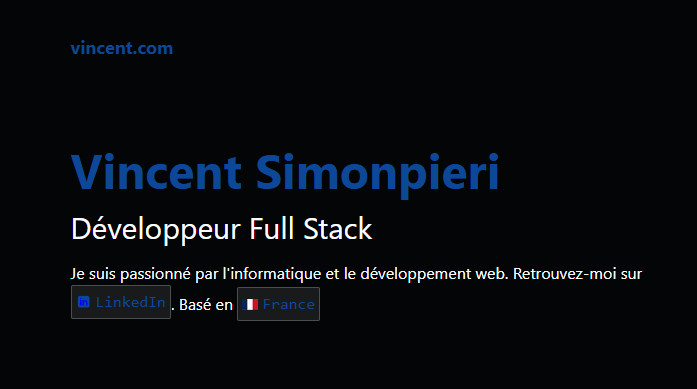 vincent.com
Vincent Simonpieri
Développeur Full Stack
Je suis passionné par l'informatique et le développement web. Retrouvez-moi sur
in LinkedIn. Basé en France